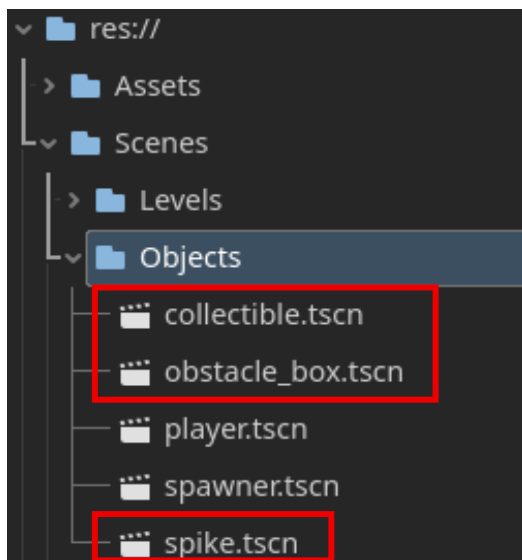 res://
Assets
Scenes
Levels
Objects
collectible.tscn
obstacle_box.tscn
player.tscn
spawner.tscn
spike.tscn